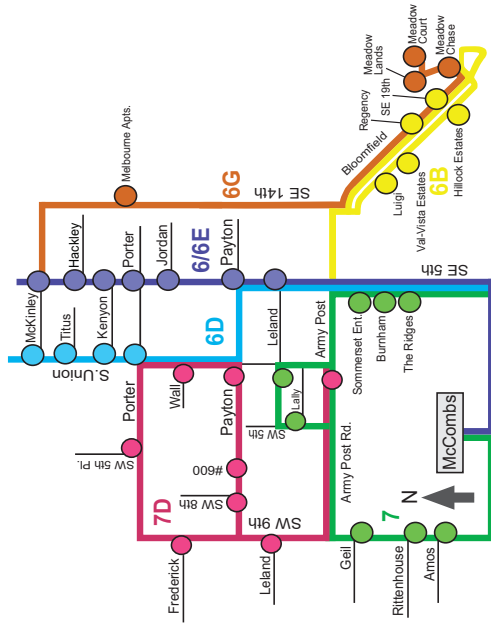 Melbourne Apts.
6G
SE 14th
Meadow
Court
Meadow
Lands
Meadow
Chase
SE 19th
Regency
Bloomfield
Luigi
Val-Vista Estates
6B
Hillock Estates
McKinley
Hackley
Titus
Kenyon
Porter
Jordan
6/6E
Payton
SE 5th
S.Union
6D
Leland
Army Post
Porter
Wall
Payton
SW 5th
Lally
Sommerset Ent.
Burnham
The Ridges
SW 5th Pl.
#600
SW 8th
7D
SW 9th
Army Post Rd.
McCombs
N
7
Frederick
Leland
Geil
Rittenhouse
Amos